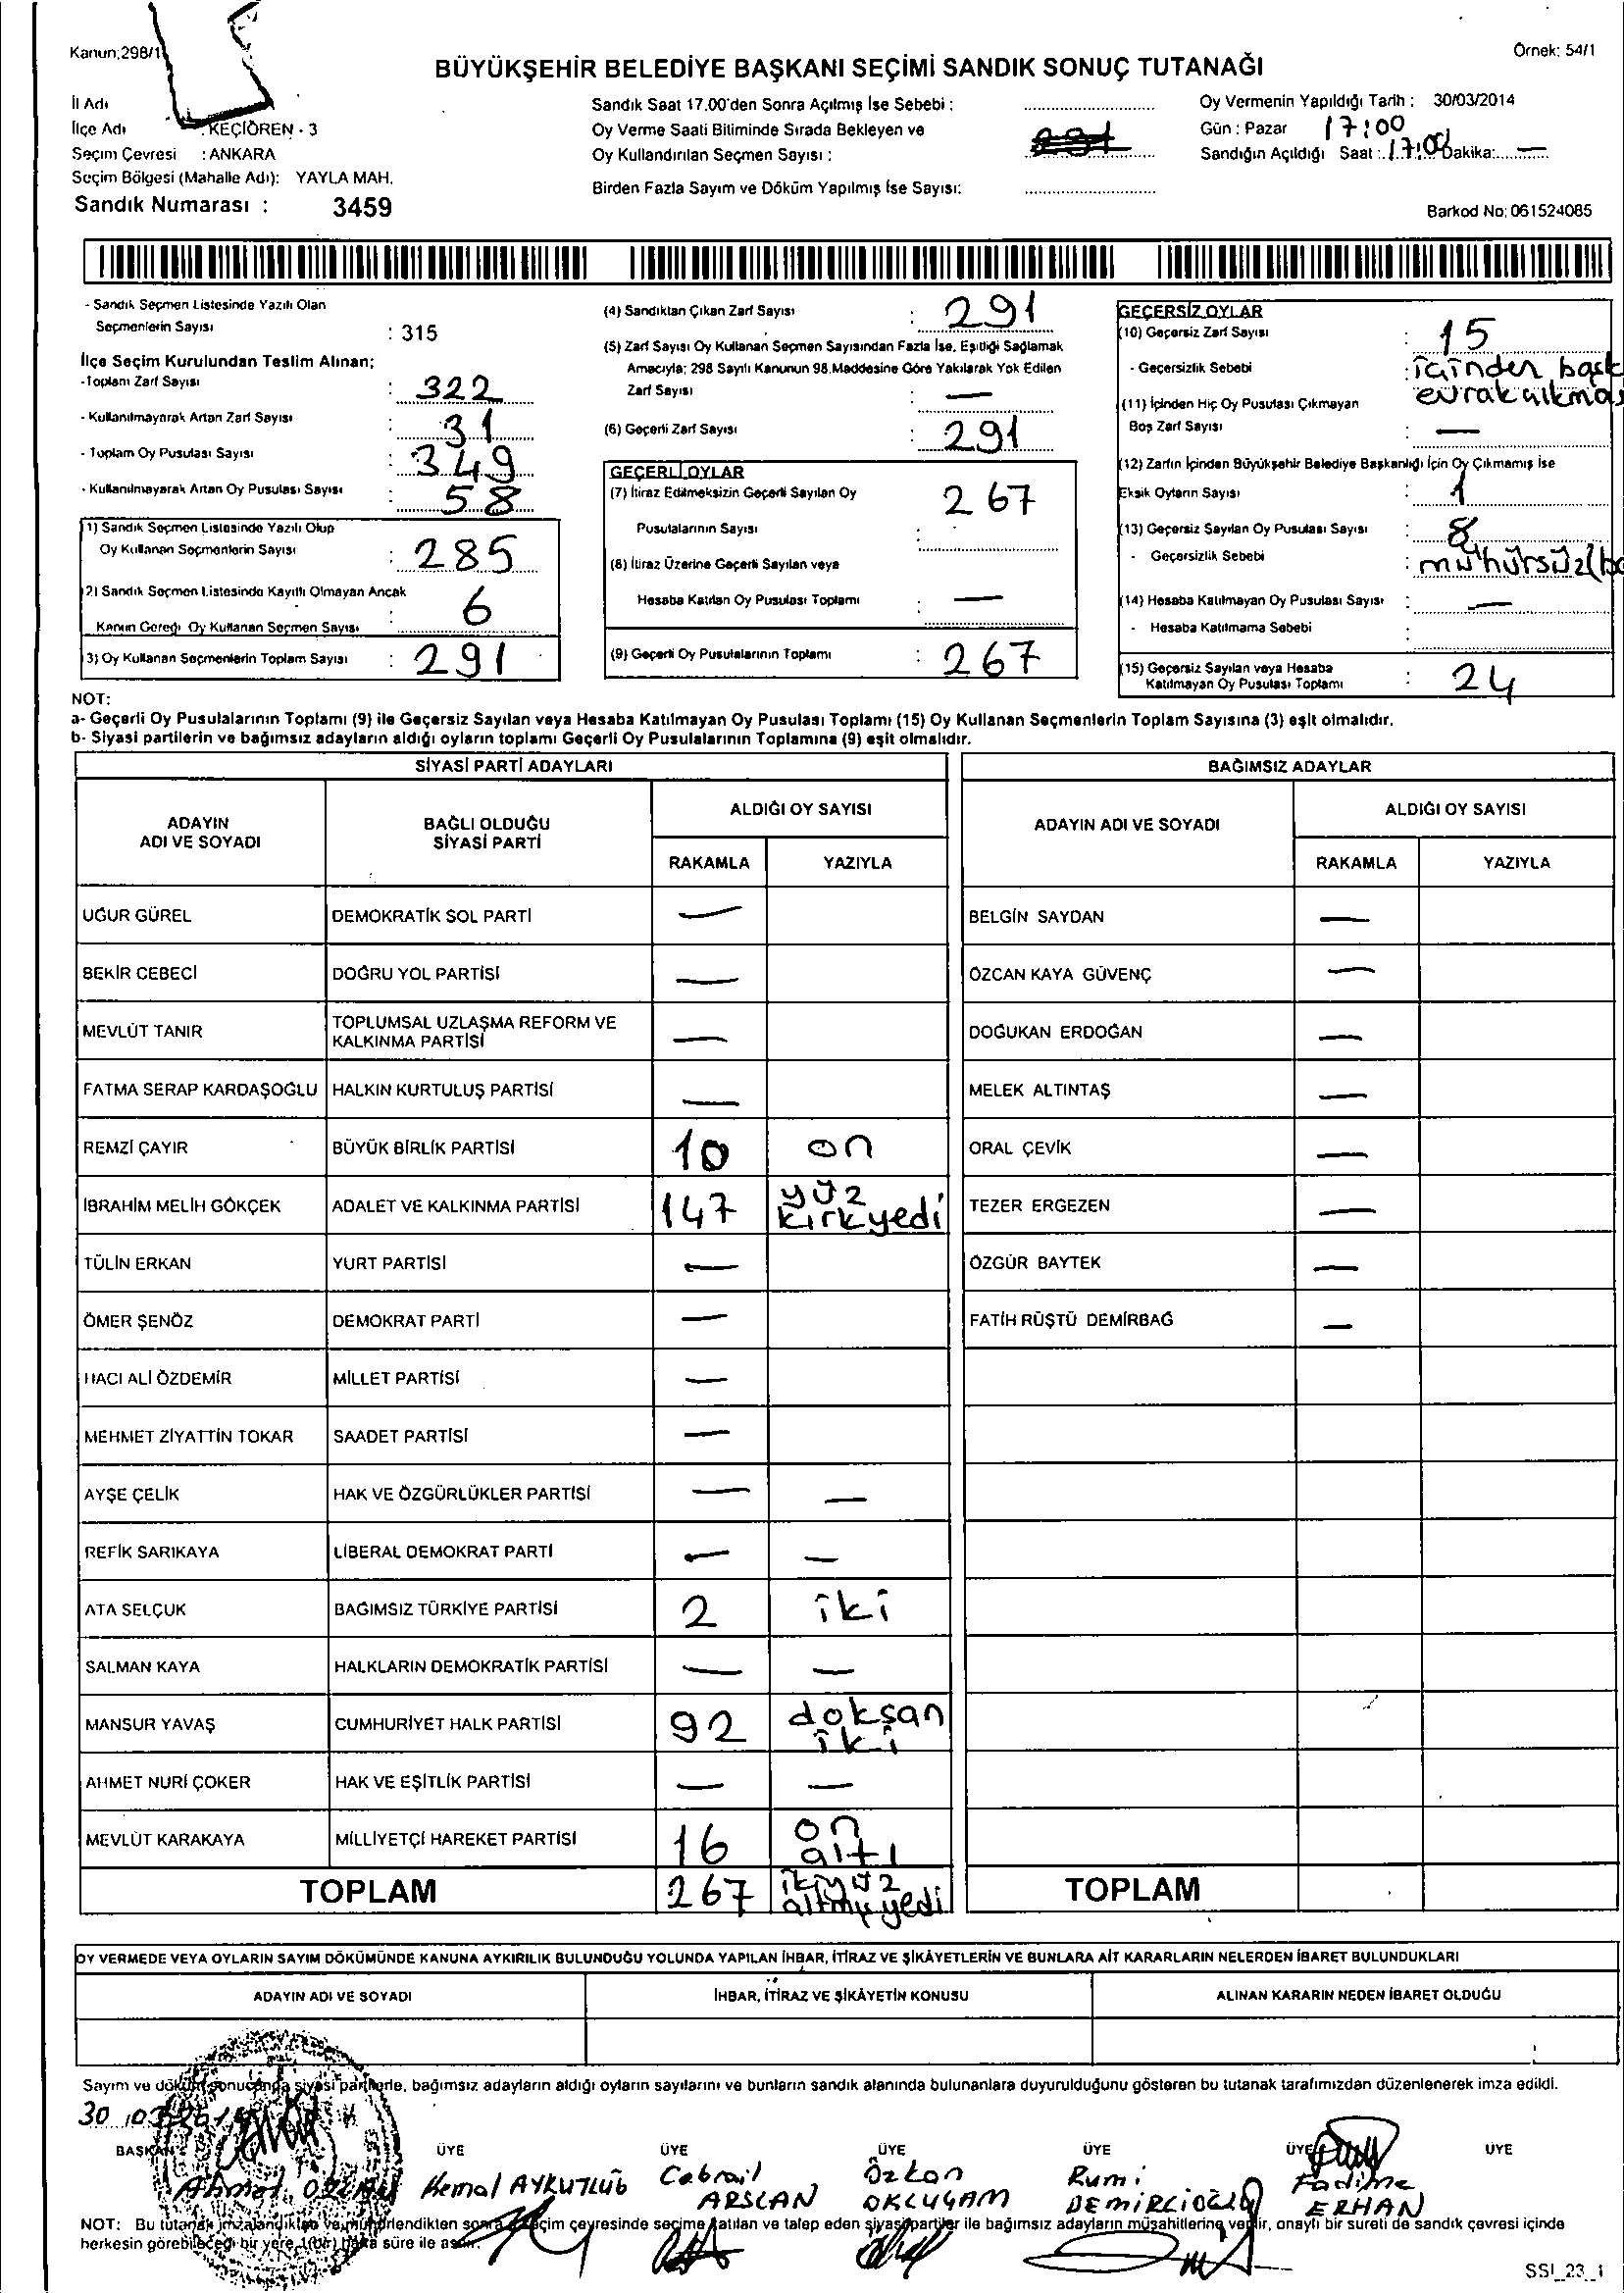 Kanun;298/1
Örnek: 54/1
BÜYÜKŞEHİR BELEDİYE BAŞKANI SEÇİMİ SANDIK SONUÇ TUTANAĞI
İl Adı
İlçe Adı : KEÇİÖREN - 3
Seçim Çevresi : ANKARA
Seçim Bölgesi (Mahalle Adı): YAYLA MAH.
Sandık Numarası : 3459
Sandık Saat 17.00'den Sonra Açılmış İse Sebebi :
Oy Verme Saati Bitiminde Sırada Bekleyen ve
Oy Kullandırılan Seçmen Sayısı :
Birden Fazla Sayım ve Döküm Yapılmış İse Sayısı:
Oy Vermenin Yapıldığı Tarih : 30/03/2014
Gün : Pazar 17:00
Sandığın Açıldığı Saat : 17:00 Dakika: —
Barkod No: 061524085
- Sandık Seçmen Listesinde Yazılı Olan
Seçmenlerin Sayısı : 315
İlçe Seçim Kurulundan Teslim Alınan;
-Toplam Zarf Sayısı : 322
- Kullanılmayarak Artan Zarf Sayısı : 31
- Toplam Oy Pusulası Sayısı : 349
- Kullanılmayarak Artan Oy Pusulası Sayısı : 58
1) Sandık Seçmen Listesinde Yazılı Olup
Oy Kullanan Seçmenlerin Sayısı : 285
2) Sandık Seçmen Listesinde Kayıtlı Olmayan Ancak
Kanun Gereği Oy Kullanan Seçmen Sayısı : 6
3) Oy Kullanan Seçmenlerin Toplam Sayısı : 291
(4) Sandıktan Çıkan Zarf Sayısı : 291
(5) Zarf Sayısı Oy Kullanan Seçmen Sayısından Fazla İse, Eşitliği Sağlamak
Amacıyla; 298 Sayılı Kanunun 98.Maddesine Göre Yakılarak Yok Edilen
Zarf Sayısı : —
(6) Geçerli Zarf Sayısı : 291
GEÇERLİ OYLAR
(7) İtiraz Edilmeksizin Geçerli Sayılan Oy
Pusulalarının Sayısı : 267
(8) İtiraz Üzerine Geçerli Sayılan veya
Hesaba Katılan Oy Pusulası Toplamı : —
(9) Geçerli Oy Pusulalarının Toplamı : 267
GEÇERSİZ OYLAR
(10) Geçersiz Zarf Sayısı : 15
- Geçersizlik Sebebi : içinden başk
evrak çıkmas
(11) İçinden Hiç Oy Pusulası Çıkmayan
Boş Zarf Sayısı : —
(12) Zarfın İçinden Büyükşehir Belediye Başkanlığı İçin Oy Çıkmamış İse
Eksik Oyların Sayısı : 1
(13) Geçersiz Sayılan Oy Pusulası Sayısı : 8
- Geçersizlik Sebebi : mühürsüz(bo
(14) Hesaba Katılmayan Oy Pusulası Sayısı : —
- Hesaba Katılmama Sebebi :
(15) Geçersiz Sayılan veya Hesaba
Katılmayan Oy Pusulası Toplamı : 24
NOT:
a- Geçerli Oy Pusulalarının Toplamı (9) ile Geçersiz Sayılan veya Hesaba Katılmayan Oy Pusulası Toplamı (15) Oy Kullanan Seçmenlerin Toplam Sayısına (3) eşit olmalıdır.
b- Siyasi partilerin ve bağımsız adayların aldığı oyların toplamı Geçerli Oy Pusulalarının Toplamına (9) eşit olmalıdır.
SİYASİ PARTİ ADAYLARI
ADAYIN
ADI VE SOYADI
BAĞLI OLDUĞU
SİYASİ PARTİ
ALDIĞI OY SAYISI
RAKAMLA YAZIYLA
UĞUR GÜREL DEMOKRATİK SOL PARTİ —
BEKİR CEBECİ DOĞRU YOL PARTİSİ —
MEVLÜT TANIR TOPLUMSAL UZLAŞMA REFORM VE
KALKINMA PARTİSİ —
FATMA SERAP KARDAŞOĞLU HALKIN KURTULUŞ PARTİSİ —
REMZİ ÇAYIR BÜYÜK BİRLİK PARTİSİ 10 on
İBRAHİM MELİH GÖKÇEK ADALET VE KALKINMA PARTİSİ 147 yüz
kırkyedi
TÜLİN ERKAN YURT PARTİSİ —
ÖMER ŞENÖZ DEMOKRAT PARTİ —
HACI ALİ ÖZDEMİR MİLLET PARTİSİ —
MEHMET ZİYATTİN TOKAR SAADET PARTİSİ —
AYŞE ÇELİK HAK VE ÖZGÜRLÜKLER PARTİSİ — —
REFİK SARIKAYA LİBERAL DEMOKRAT PARTİ — —
ATA SELÇUK BAĞIMSIZ TÜRKİYE PARTİSİ 2 iki
SALMAN KAYA HALKLARIN DEMOKRATİK PARTİSİ — —
MANSUR YAVAŞ CUMHURİYET HALK PARTİSİ 92 doksan
iki
AHMET NURİ ÇOKER HAK VE EŞİTLİK PARTİSİ — —
MEVLÜT KARAKAYA MİLLİYETÇİ HAREKET PARTİSİ 16 on
altı
TOPLAM 267 ikiyüz
altmış yedi
BAĞIMSIZ ADAYLAR
ADAYIN ADI VE SOYADI
ALDIĞI OY SAYISI
RAKAMLA YAZIYLA
BELGİN SAYDAN —
ÖZCAN KAYA GÜVENÇ —
DOĞUKAN ERDOĞAN —
MELEK ALTINTAŞ —
ORAL ÇEVİK —
TEZER ERGEZEN —
ÖZGÜR BAYTEK —
FATİH RÜŞTÜ DEMİRBAĞ —
TOPLAM
OY VERMEDE VEYA OYLARIN SAYIM DÖKÜMÜNDE KANUNA AYKIRILIK BULUNDUĞU YOLUNDA YAPILAN İHBAR, İTİRAZ VE ŞİKÂYETLERİN VE BUNLARA AİT KARARLARIN NELERDEN İBARET BULUNDUKLARI
ADAYIN ADI VE SOYADI İHBAR, İTİRAZ VE ŞİKÂYETİN KONUSU ALINAN KARARIN NEDEN İBARET OLDUĞU
Sayım ve döküm sonucunda siyasi partilerle, bağımsız adayların aldığı oyların sayılarını ve bunların sandık alanında bulunanlara duyurulduğunu gösteren bu tutanak tarafımızdan düzenlenerek imza edildi.
30
BAŞKAN ÜYE ÜYE ÜYE ÜYE ÜYE ÜYE
Ahmet Kemal AYKUTLUĞ Cebrail Özkan Rumi Fadime
ARSLAN OKLUGAM DEMİRCİOĞLU ERHAN
NOT: Bu tutanak imzalandıktan ve mühürlendikten sonra seçim çevresinde seçime katılan ve talep eden siyasi partiler ile bağımsız adayların müşahitlerine verilir, onaylı bir sureti de sandık çevresi içinde
herkesin görebileceği bir yere 1(bir) hafta süre ile asılır.
SSI_23_1